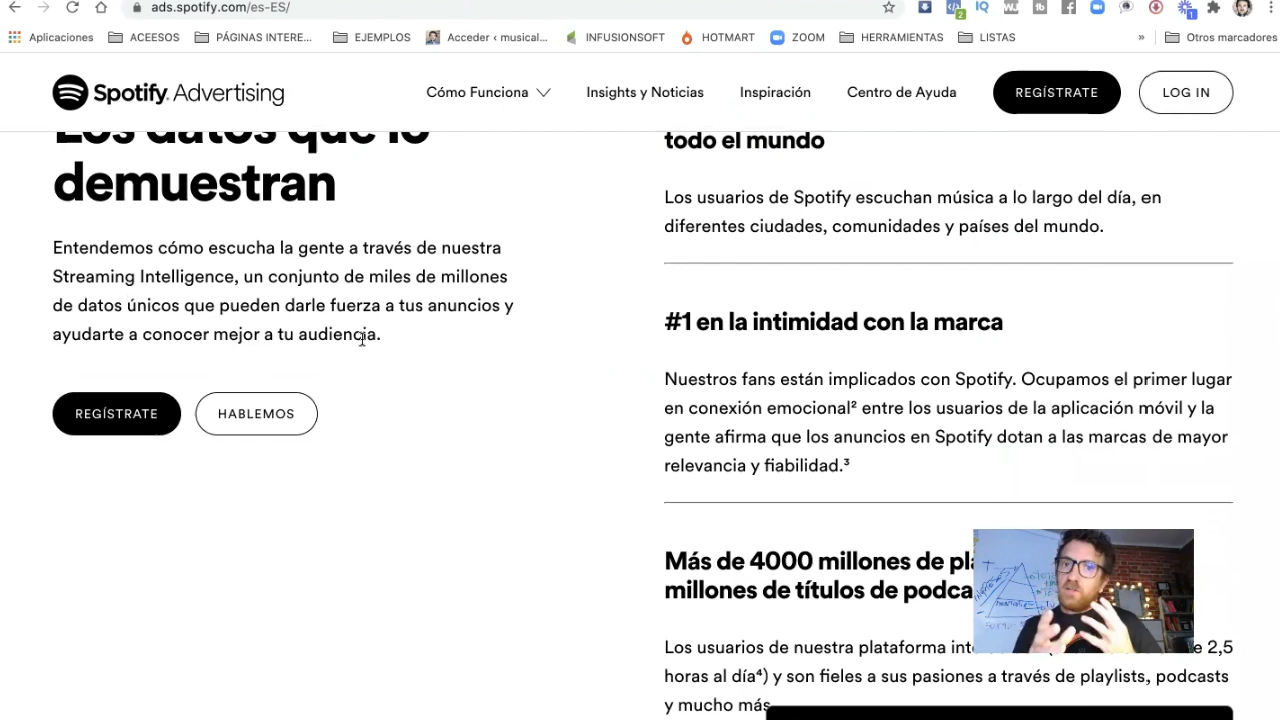 ads.spotify.com/es-ES/
Aplicaciones ACEESOS PÁGINAS INTERE... EJEMPLOS Acceder ‹ musical... INFUSIONSOFT HOTMART ZOOM HERRAMIENTAS LISTAS » Otros marcadores
Spotify Advertising Cómo Funciona Insights y Noticias Inspiración Centro de Ayuda REGÍSTRATE LOG IN
Los datos que lo
demuestran
Entendemos cómo escucha la gente a través de nuestra
Streaming Intelligence, un conjunto de miles de millones
de datos únicos que pueden darle fuerza a tus anuncios y
ayudarte a conocer mejor a tu audiencia.
REGÍSTRATE HABLEMOS
todo el mundo
Los usuarios de Spotify escuchan música a lo largo del día, en
diferentes ciudades, comunidades y países del mundo.
#1 en la intimidad con la marca
Nuestros fans están implicados con Spotify. Ocupamos el primer lugar
en conexión emocional² entre los usuarios de la aplicación móvil y la
gente afirma que los anuncios en Spotify dotan a las marcas de mayor
relevancia y fiabilidad.³
Más de 4000 millones de
millones de títulos de
Los usuarios de nuestra plataforma 2,5
horas al día⁴) y son fieles a sus pasiones a través de playlists, podcasts
y mucho más